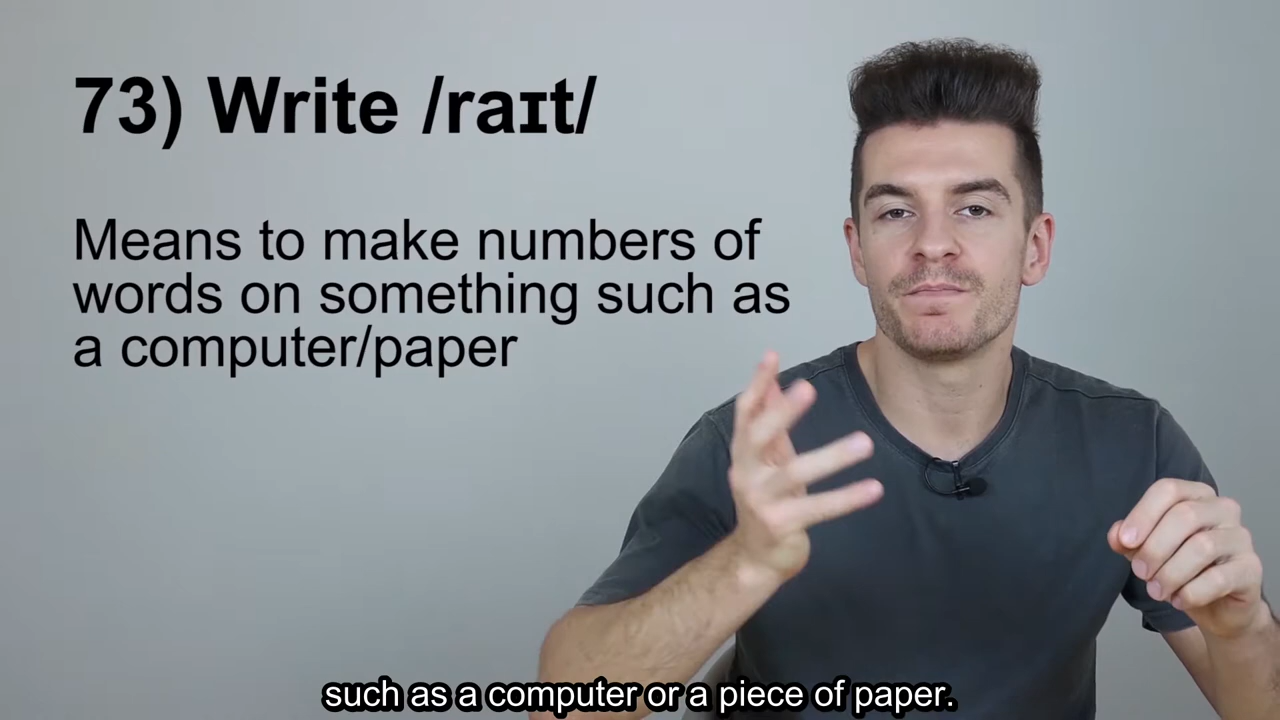 73) Write /raɪt/
Means to make numbers of
words on something such as
a computer/paper
such as a computer or a piece of paper.